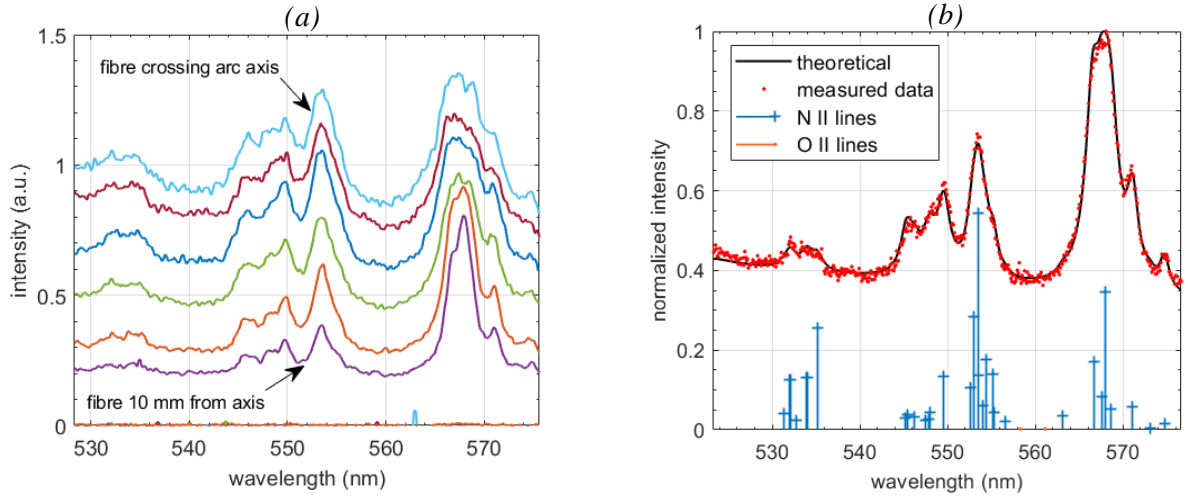 (a)
1.5
1
0.5
0
intensity (a.u.)
fibre crossing arc axis
fibre 10 mm from axis
530
540
550
560
570
wavelength (nm)
(b)
1
0.8
0.6
0.4
0.2
0
normalized intensity
theoretical
measured data
N II lines
O II lines
530
540
550
560
570
wavelength (nm)